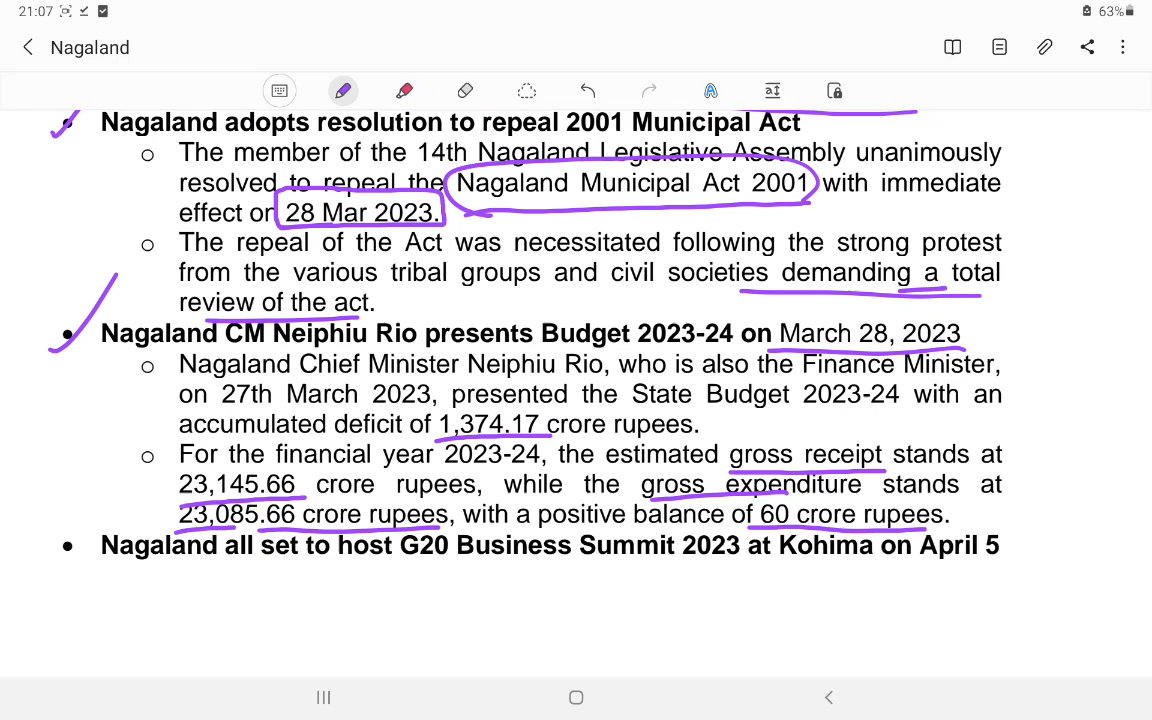 21:07
63%
Nagaland
Nagaland adopts resolution to repeal 2001 Municipal Act
The member of the 14th Nagaland Legislative Assembly unanimously
resolved to repeal the Nagaland Municipal Act 2001 with immediate
effect on 28 Mar 2023.
The repeal of the Act was necessitated following the strong protest
from the various tribal groups and civil societies demanding a total
review of the act.
Nagaland CM Neiphiu Rio presents Budget 2023-24 on March 28, 2023
Nagaland Chief Minister Neiphiu Rio, who is also the Finance Minister,
on 27th March 2023, presented the State Budget 2023-24 with an
accumulated deficit of 1,374.17 crore rupees.
For the financial year 2023-24, the estimated gross receipt stands at
23,145.66 crore rupees, while the gross expenditure stands at
23,085.66 crore rupees, with a positive balance of 60 crore rupees.
Nagaland all set to host G20 Business Summit 2023 at Kohima on April 5